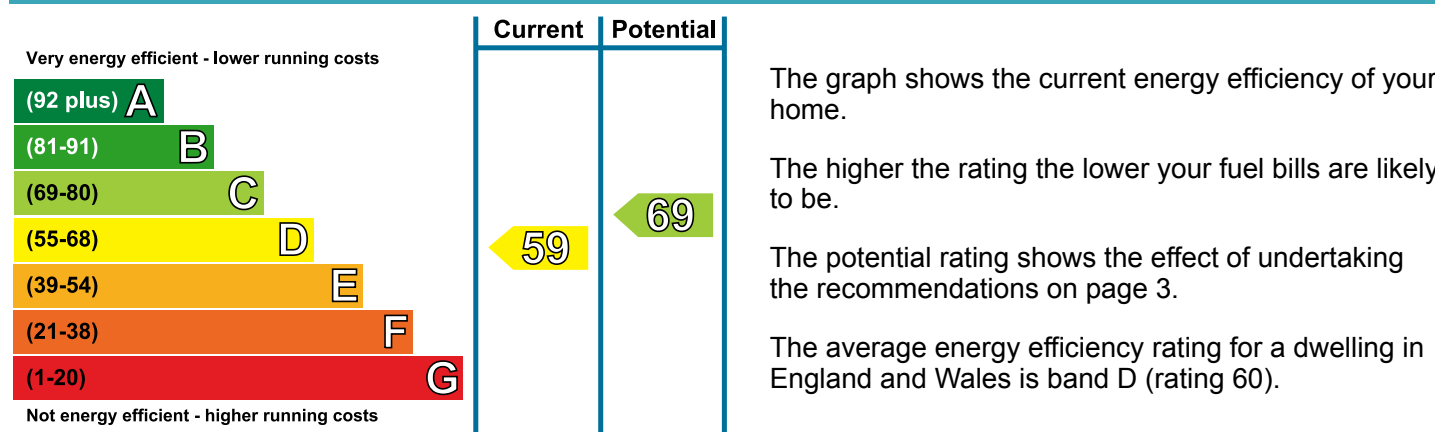 Current Potential
Very energy efficient - lower running costs
(92 plus) A
(81-91) B
(69-80) C
(55-68) D
(39-54) E
(21-38) F
(1-20) G
Not energy efficient - higher running costs
59
69
The graph shows the current energy efficiency of your
home.
The higher the rating the lower your fuel bills are likely
to be.
The potential rating shows the effect of undertaking
the recommendations on page 3.
The average energy efficiency rating for a dwelling in
England and Wales is band D (rating 60).